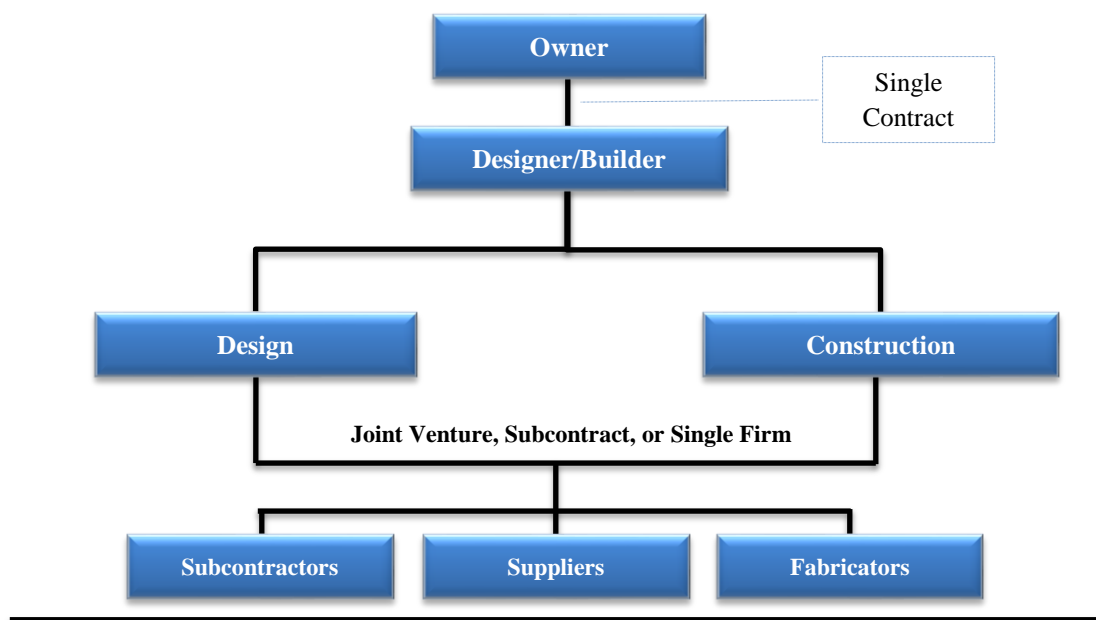 Owner
Single
Contract
Designer/Builder
Design
Construction
Joint Venture, Subcontract, or Single Firm
Subcontractors
Suppliers
Fabricators